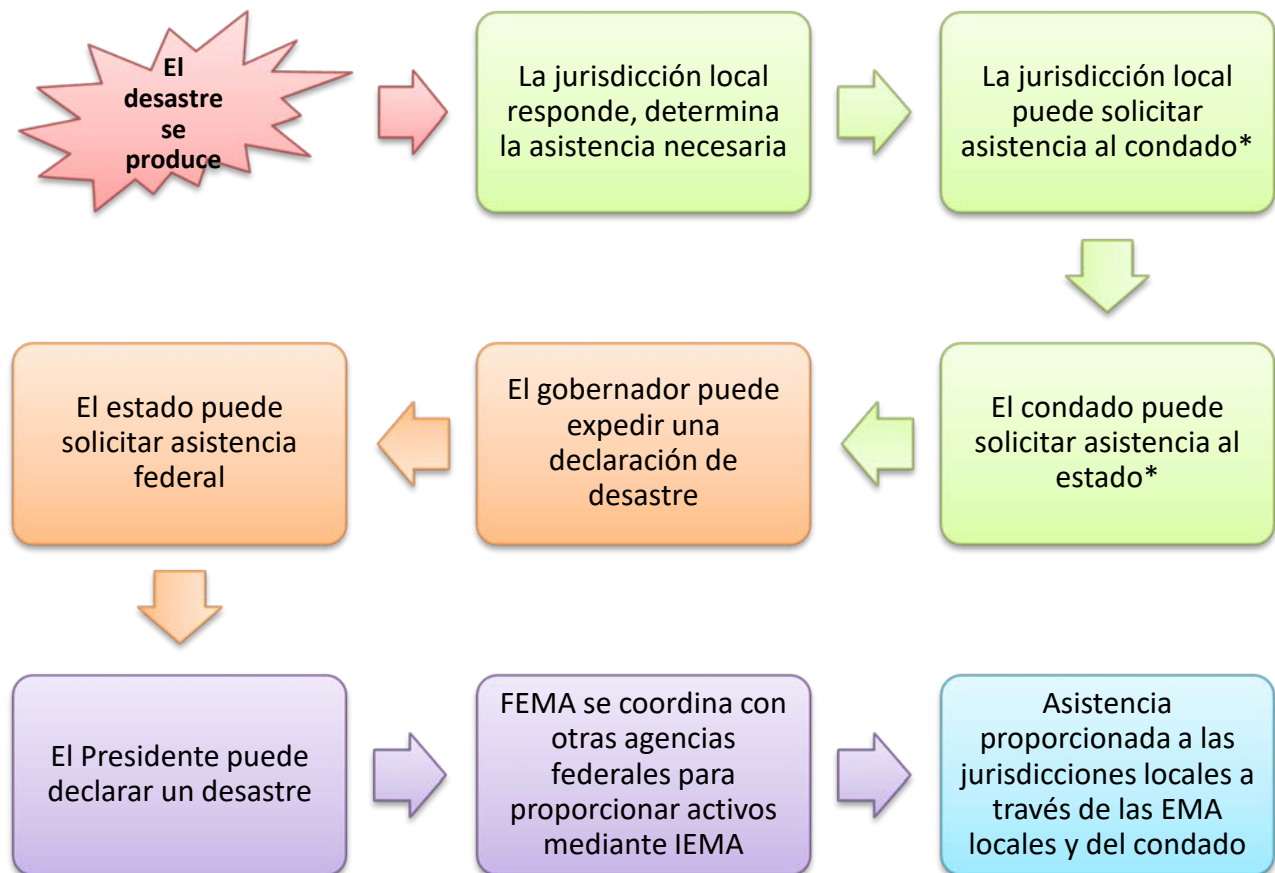 El
desastre
se
produce
La jurisdicción local
responde, determina
la asistencia necesaria
La jurisdicción local
puede solicitar
asistencia al condado*
El condado puede
solicitar asistencia al
estado*
El gobernador puede
expedir una
declaración de
desastre
El estado puede
solicitar asistencia
federal
El Presidente puede
declarar un desastre
FEMA se coordina con
otras agencias
federales para
proporcionar activos
mediante IEMA
Asistencia
proporcionada a las
jurisdicciones locales a
través de las EMA
locales y del condado